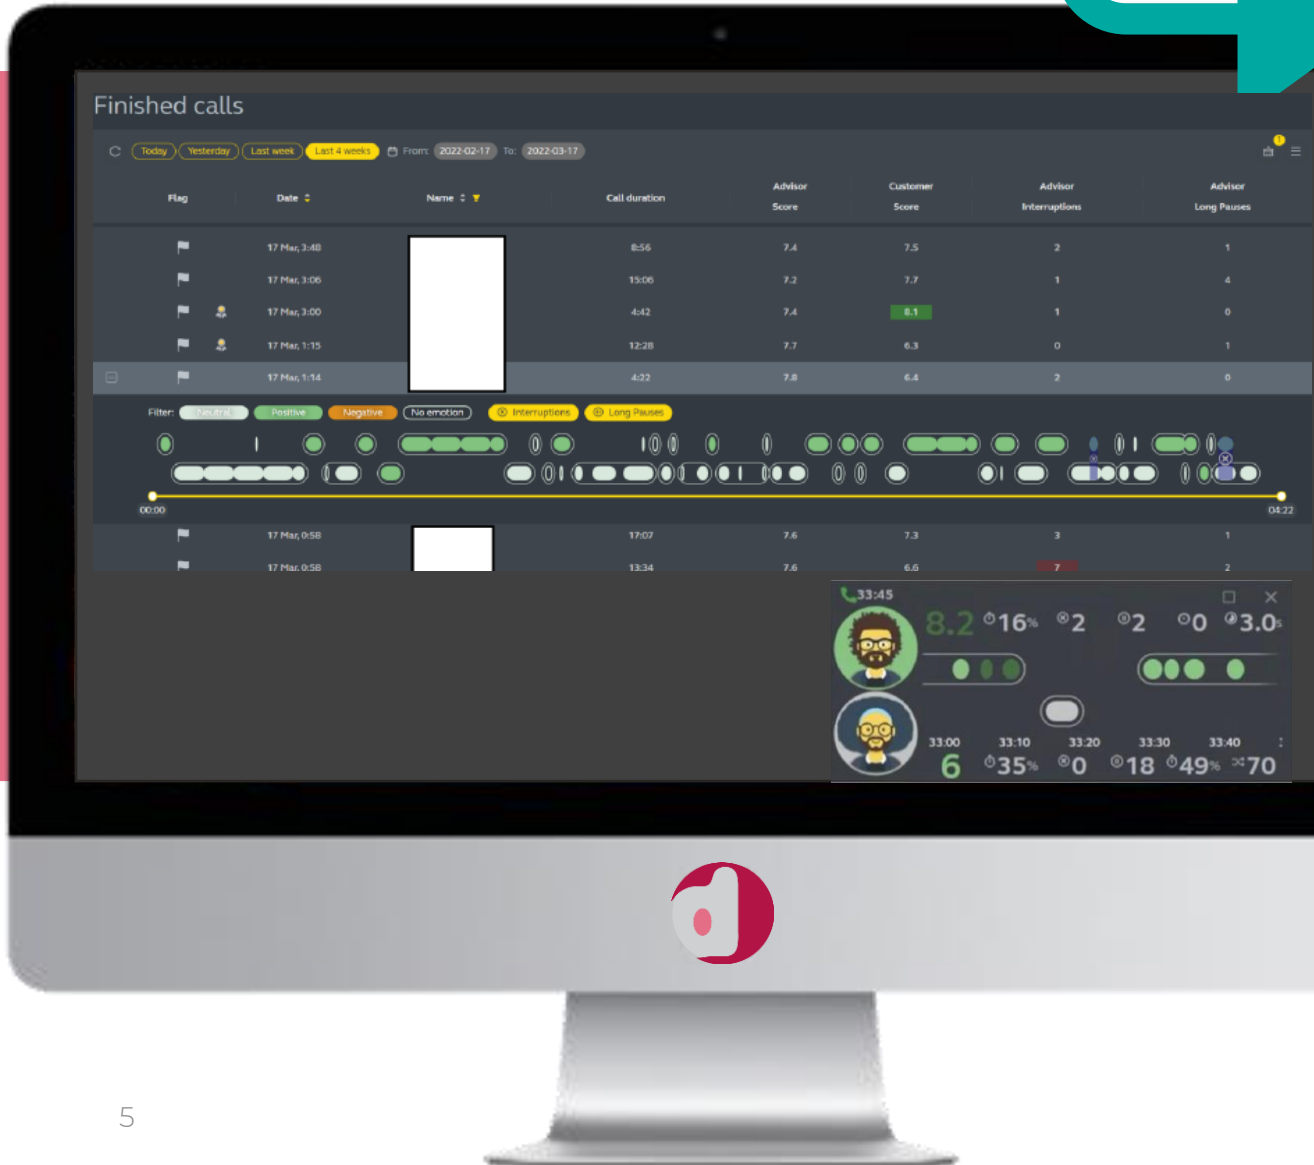 Finished calls
Today Yesterday Last week Last 4 weeks From: 2022-02-17 To: 2022-03-17 1
Flag Date Name Call duration Advisor Score Customer Score Advisor Interruptions Advisor Long Pauses
17 Mar, 3:48 8:56 7.4 7.5 2 1
17 Mar, 3:06 15:06 7.2 7.7 1 4
17 Mar, 3:00 4:42 7.4 8.1 1 0
17 Mar, 1:15 12:28 7.7 6.3 0 1
17 Mar, 1:14 4:22 7.8 6.4 2 0
Filter: Neutral Positive Negative No emotion Interruptions Long Pauses
00:00 04:22
17 Mar, 0:58 17:07 7.6 7.3 3 1
17 Mar, 0:58 13:34 7.6 6.6 7 2
33:45
8.2 16% 2 2 0 3.0s
33:00 33:10 33:20 33:30 33:40
6 35% 0 18 49% 70
5